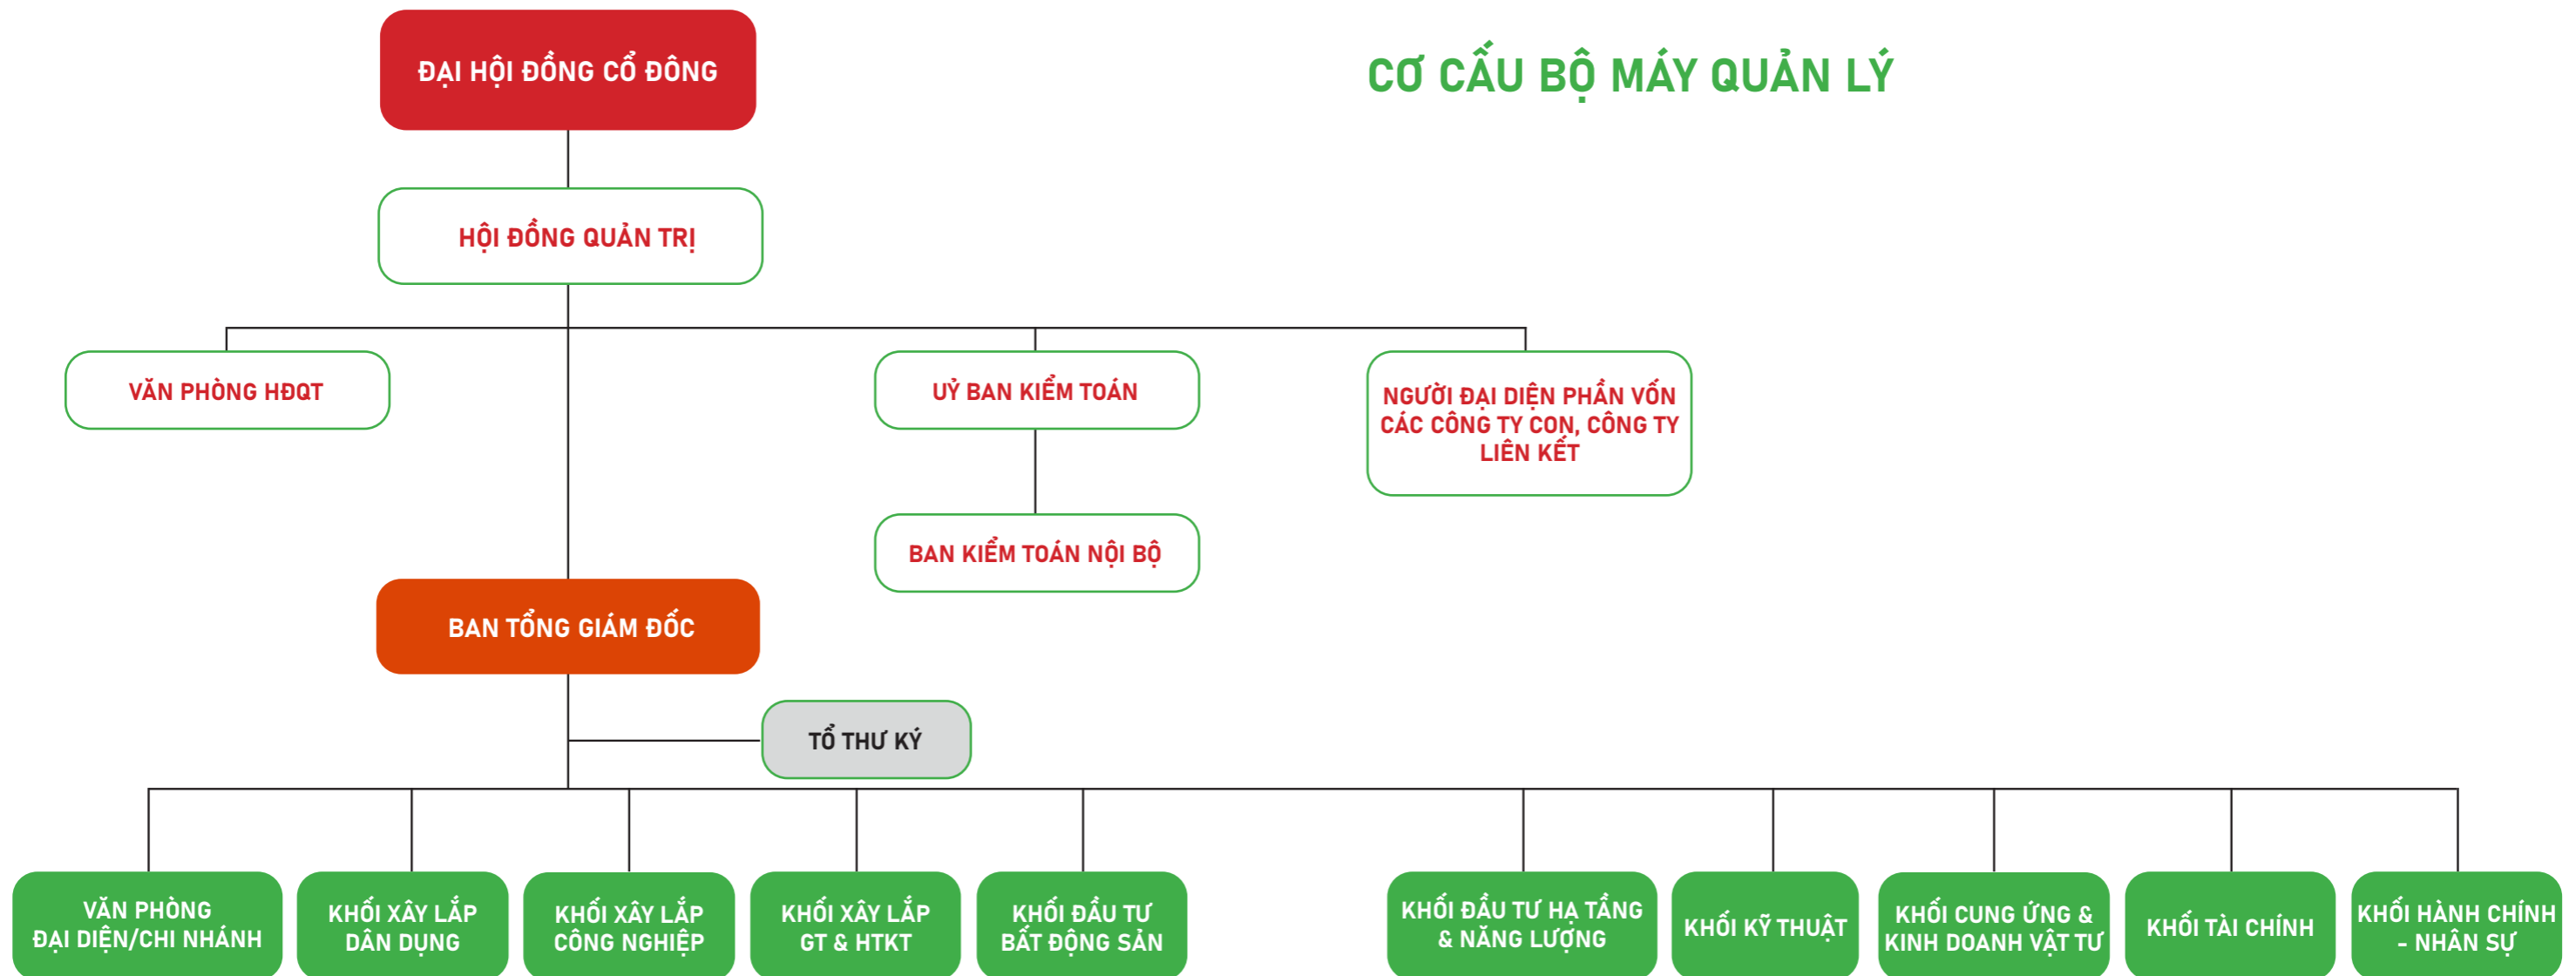 ĐẠI HỘI ĐỒNG CỔ ĐÔNG
CƠ CẤU BỘ MÁY QUẢN LÝ
HỘI ĐỒNG QUẢN TRỊ
VĂN PHÒNG HĐQT
UỶ BAN KIỂM TOÁN
NGƯỜI ĐẠI DIỆN PHẦN VỐN
CÁC CÔNG TY CON, CÔNG TY
LIÊN KẾT
BAN KIỂM TOÁN NỘI BỘ
BAN TỔNG GIÁM ĐỐC
TỔ THƯ KÝ
VĂN PHÒNG
ĐẠI DIỆN/CHI NHÁNH
KHỐI XÂY LẮP
DÂN DỤNG
KHỐI XÂY LẮP
CÔNG NGHIỆP
KHỐI XÂY LẮP
GT & HTKT
KHỐI ĐẦU TƯ
BẤT ĐỘNG SẢN
KHỐI ĐẦU TƯ HẠ TẦNG
& NĂNG LƯỢNG
KHỐI KỸ THUẬT
KHỐI CUNG ỨNG &
KINH DOANH VẬT TƯ
KHỐI TÀI CHÍNH
KHỐI HÀNH CHÍNH
- NHÂN SỰ